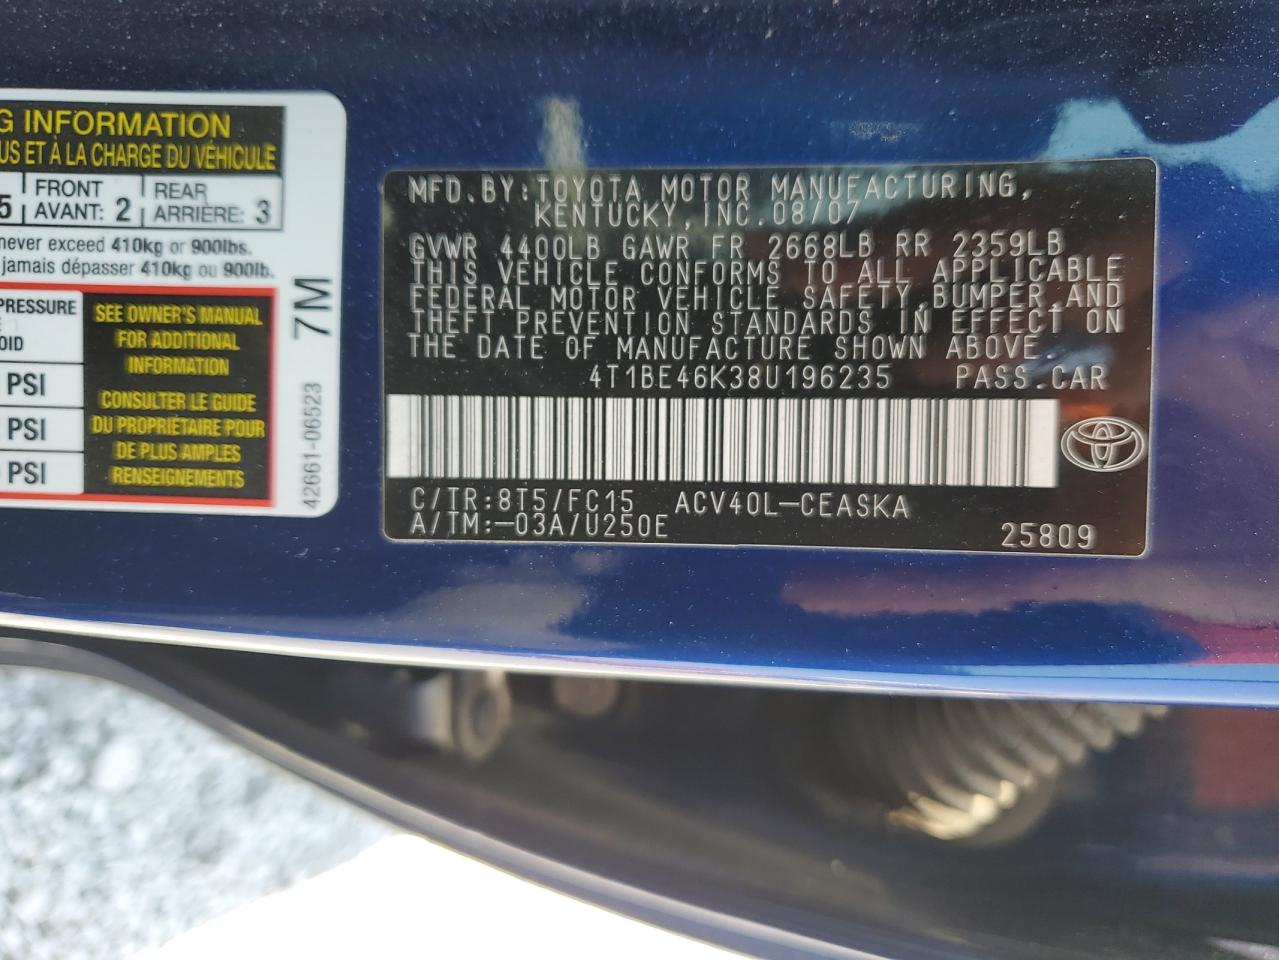 G INFORMATION
US ET À LA CHARGE DU VÉHICULE
5 FRONT AVANT: 2 REAR ARRIÈRE: 3
never exceed 410kg or 900lbs.
jamais dépasser 410kg ou 900lb.
PRESSURE
OID
PSI
PSI
PSI
SEE OWNER'S MANUAL
FOR ADDITIONAL
INFORMATION
CONSULTER LE GUIDE
DU PROPRIÉTAIRE POUR
DE PLUS AMPLES
RENSEIGNEMENTS
7M
42661-06523
MFD.BY:TOYOTA MOTOR MANUFACTURING,
KENTUCKY,INC.08/07
GVWR 4400LB GAWR FR 2668LB RR 2359LB
THIS VEHICLE CONFORMS TO ALL APPLICABLE
FEDERAL MOTOR VEHICLE SAFETY,BUMPER,AND
THEFT PREVENTION STANDARDS IN EFFECT ON
THE DATE OF MANUFACTURE SHOWN ABOVE.
4T1BE46K38U196235 PASS.CAR
C/TR:8T5/FC15 ACV40L-CEASKA
A/TM:-03A/U250E
25809